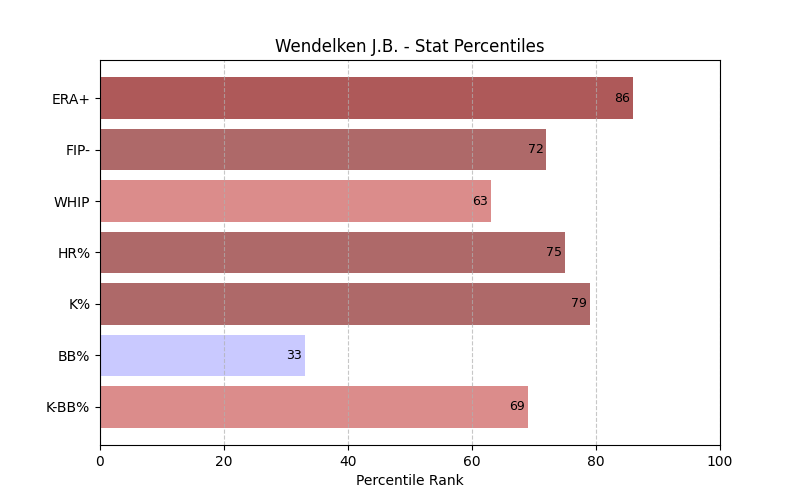 Wendelken J.B. - Stat Percentiles
ERA+ 86
FIP- 72
WHIP 63
HR% 75
K% 79
BB% 33
K-BB% 69
0 20 40 60 80 100
Percentile Rank